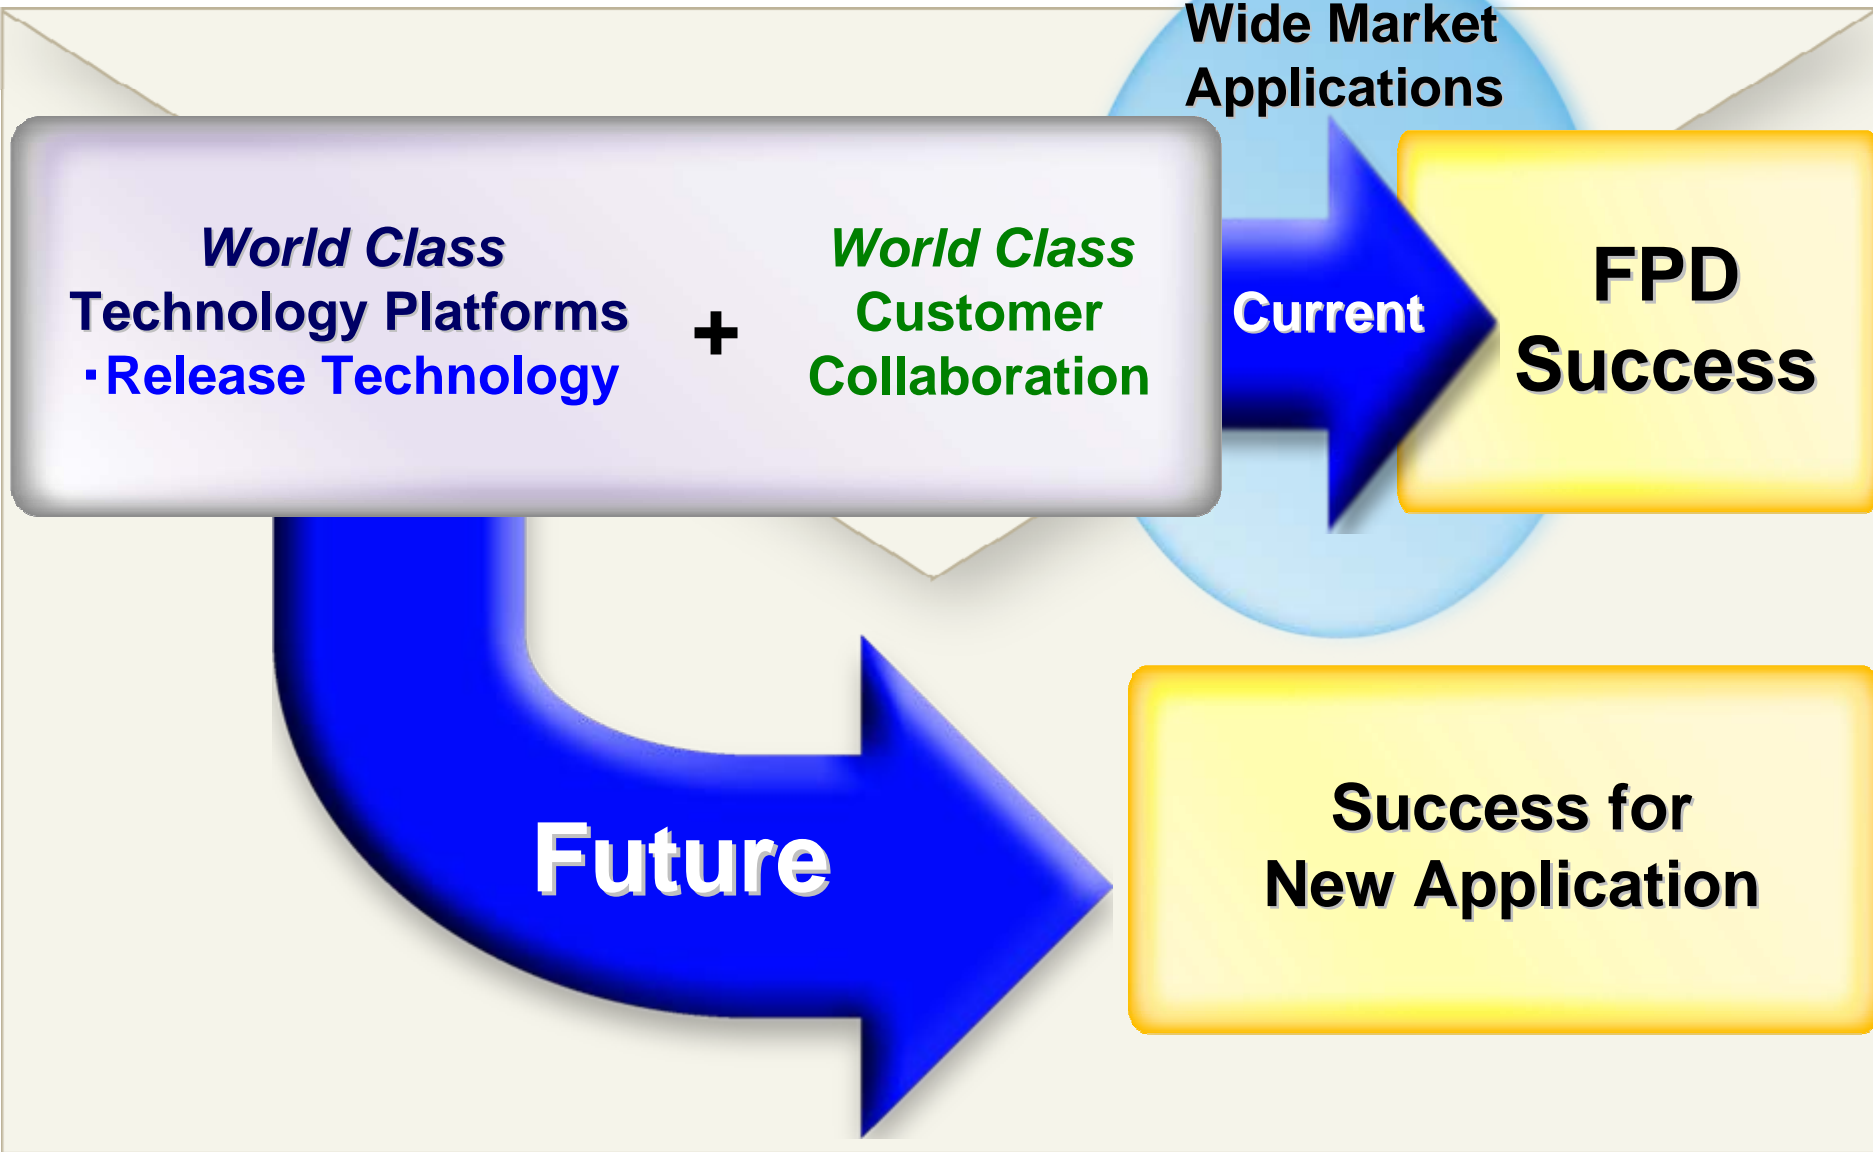 Wide Market
Applications
World Class
Technology Platforms
・Release Technology
+
World Class
Customer
Collaboration
Current
FPD
Success
Future
Success for
New Application